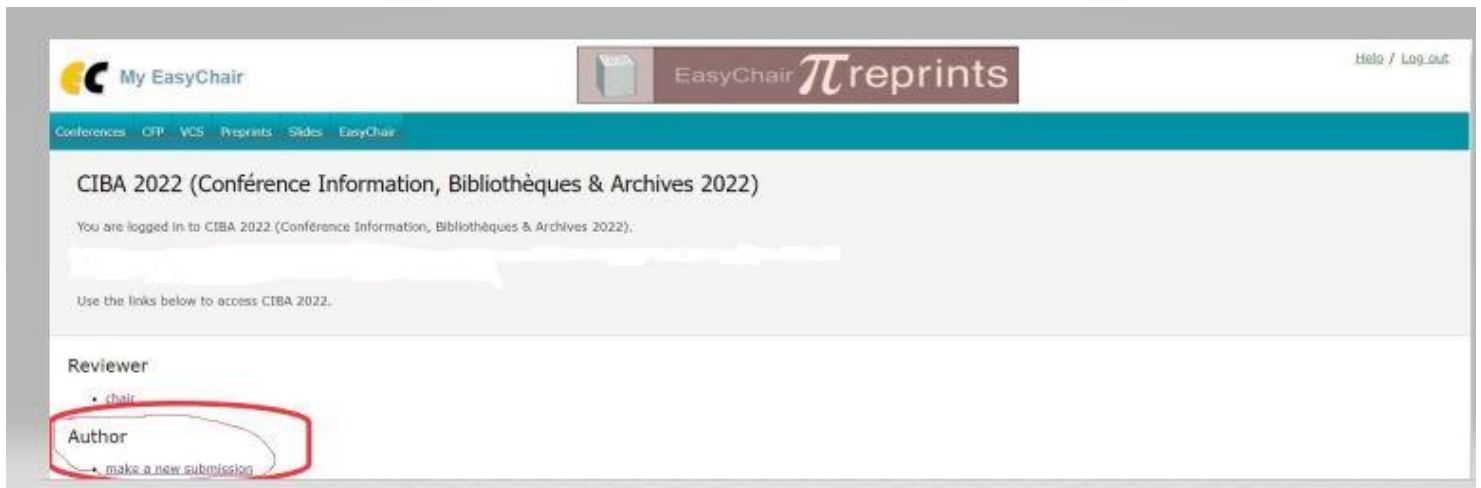 My EasyChair
EasyChair πreprints
Help / Log out
Conferences CFP VCS Preprints Slides EasyChair
CIBA 2022 (Conférence Information, Bibliothèques & Archives 2022)
You are logged in to CIBA 2022 (Conférence Information, Bibliothèques & Archives 2022).
Use the links below to access CIBA 2022.
Reviewer
• chair
Author
• make a new submission